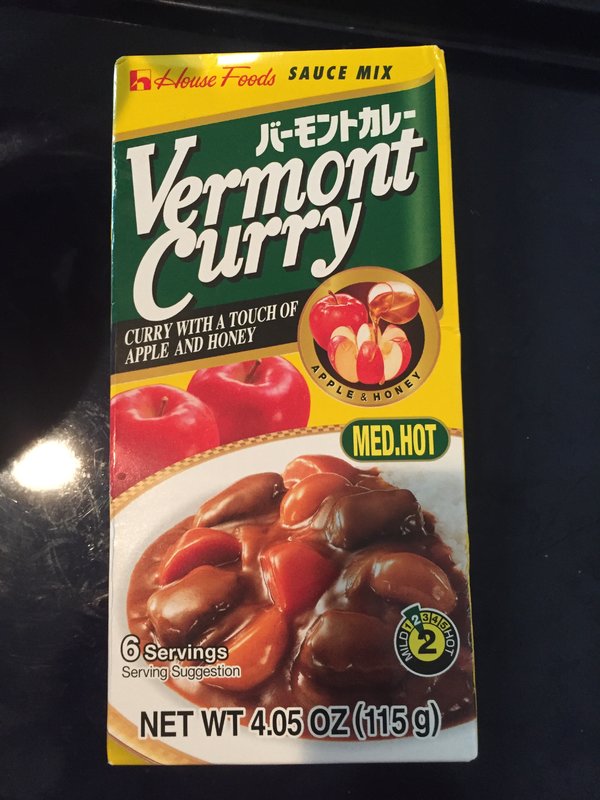 House Foods SAUCE MIX
バーモントカレー
Vermont
Curry
CURRY WITH A TOUCH OF
APPLE AND HONEY
APPLE & HONEY
MED.HOT
MILD 1 2 3 4 5 HOT
2
6 Servings
Serving Suggestion
NET WT 4.05 OZ (115 g)